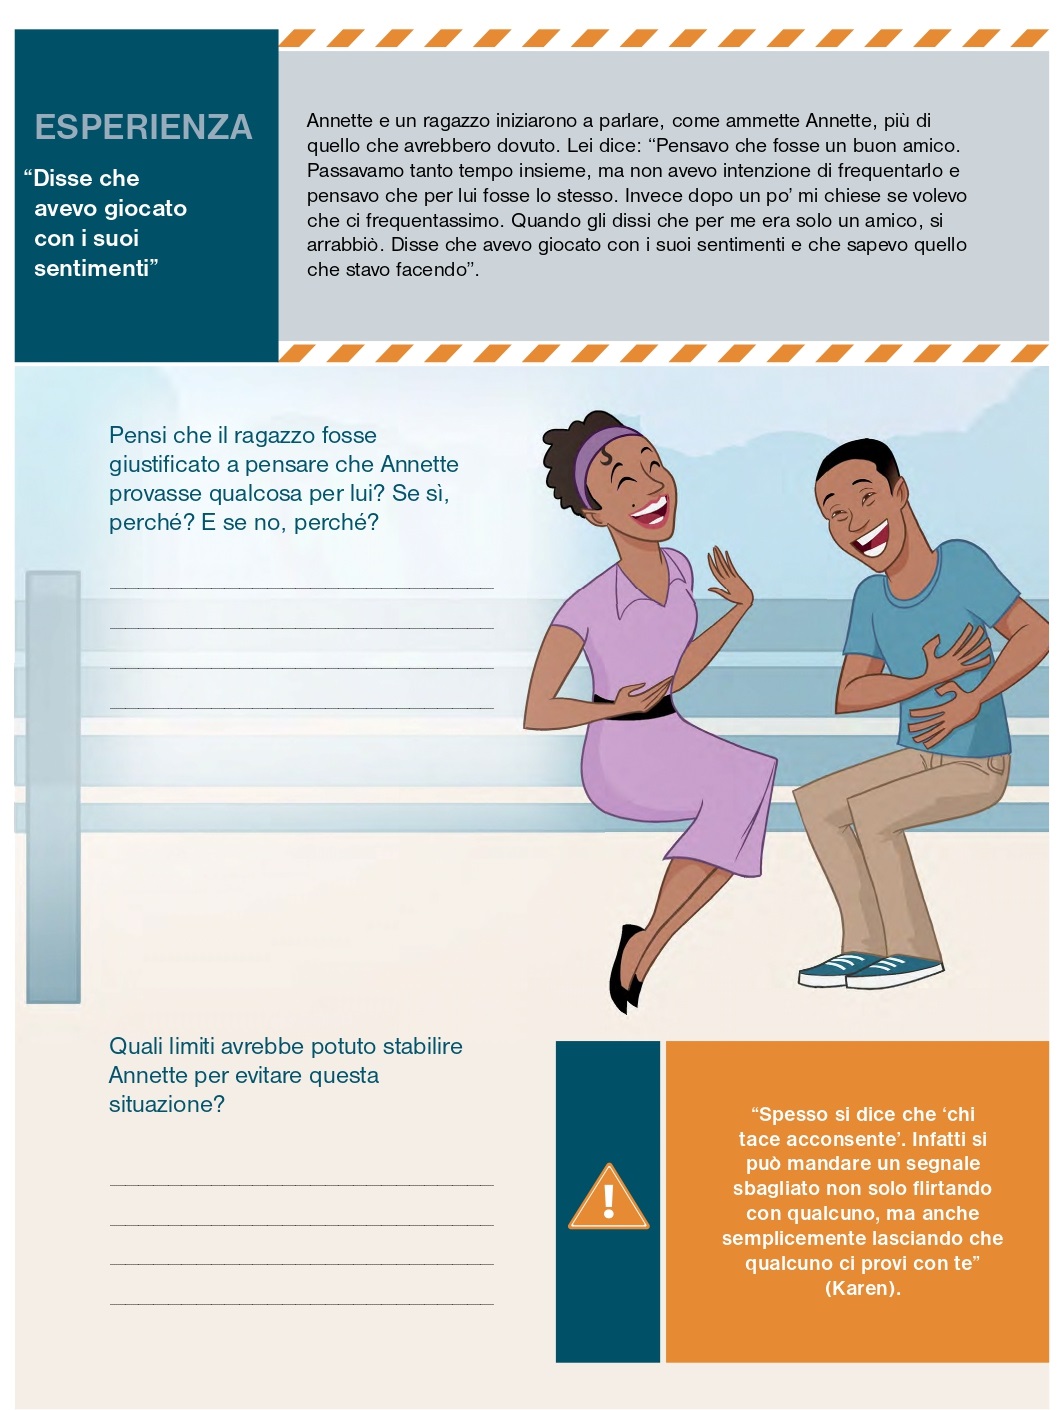 ESPERIENZA
“Disse che
avevo giocato
con i suoi
sentimenti”
Annette e un ragazzo iniziarono a parlare, come ammette Annette, più di
quello che avrebbero dovuto. Lei dice: “Pensavo che fosse un buon amico.
Passavamo tanto tempo insieme, ma non avevo intenzione di frequentarlo e
pensavo che per lui fosse lo stesso. Invece dopo un po’ mi chiese se volevo
che ci frequentassimo. Quando gli dissi che per me era solo un amico, si
arrabbiò. Disse che avevo giocato con i suoi sentimenti e che sapevo quello
che stavo facendo”.
Pensi che il ragazzo fosse
giustificato a pensare che Annette
provasse qualcosa per lui? Se sì,
perché? E se no, perché?
Quali limiti avrebbe potuto stabilire
Annette per evitare questa
situazione?
!
“Spesso si dice che ‘chi
tace acconsente’. Infatti si
può mandare un segnale
sbagliato non solo flirtando
con qualcuno, ma anche
semplicemente lasciando che
qualcuno ci provi con te”
(Karen).